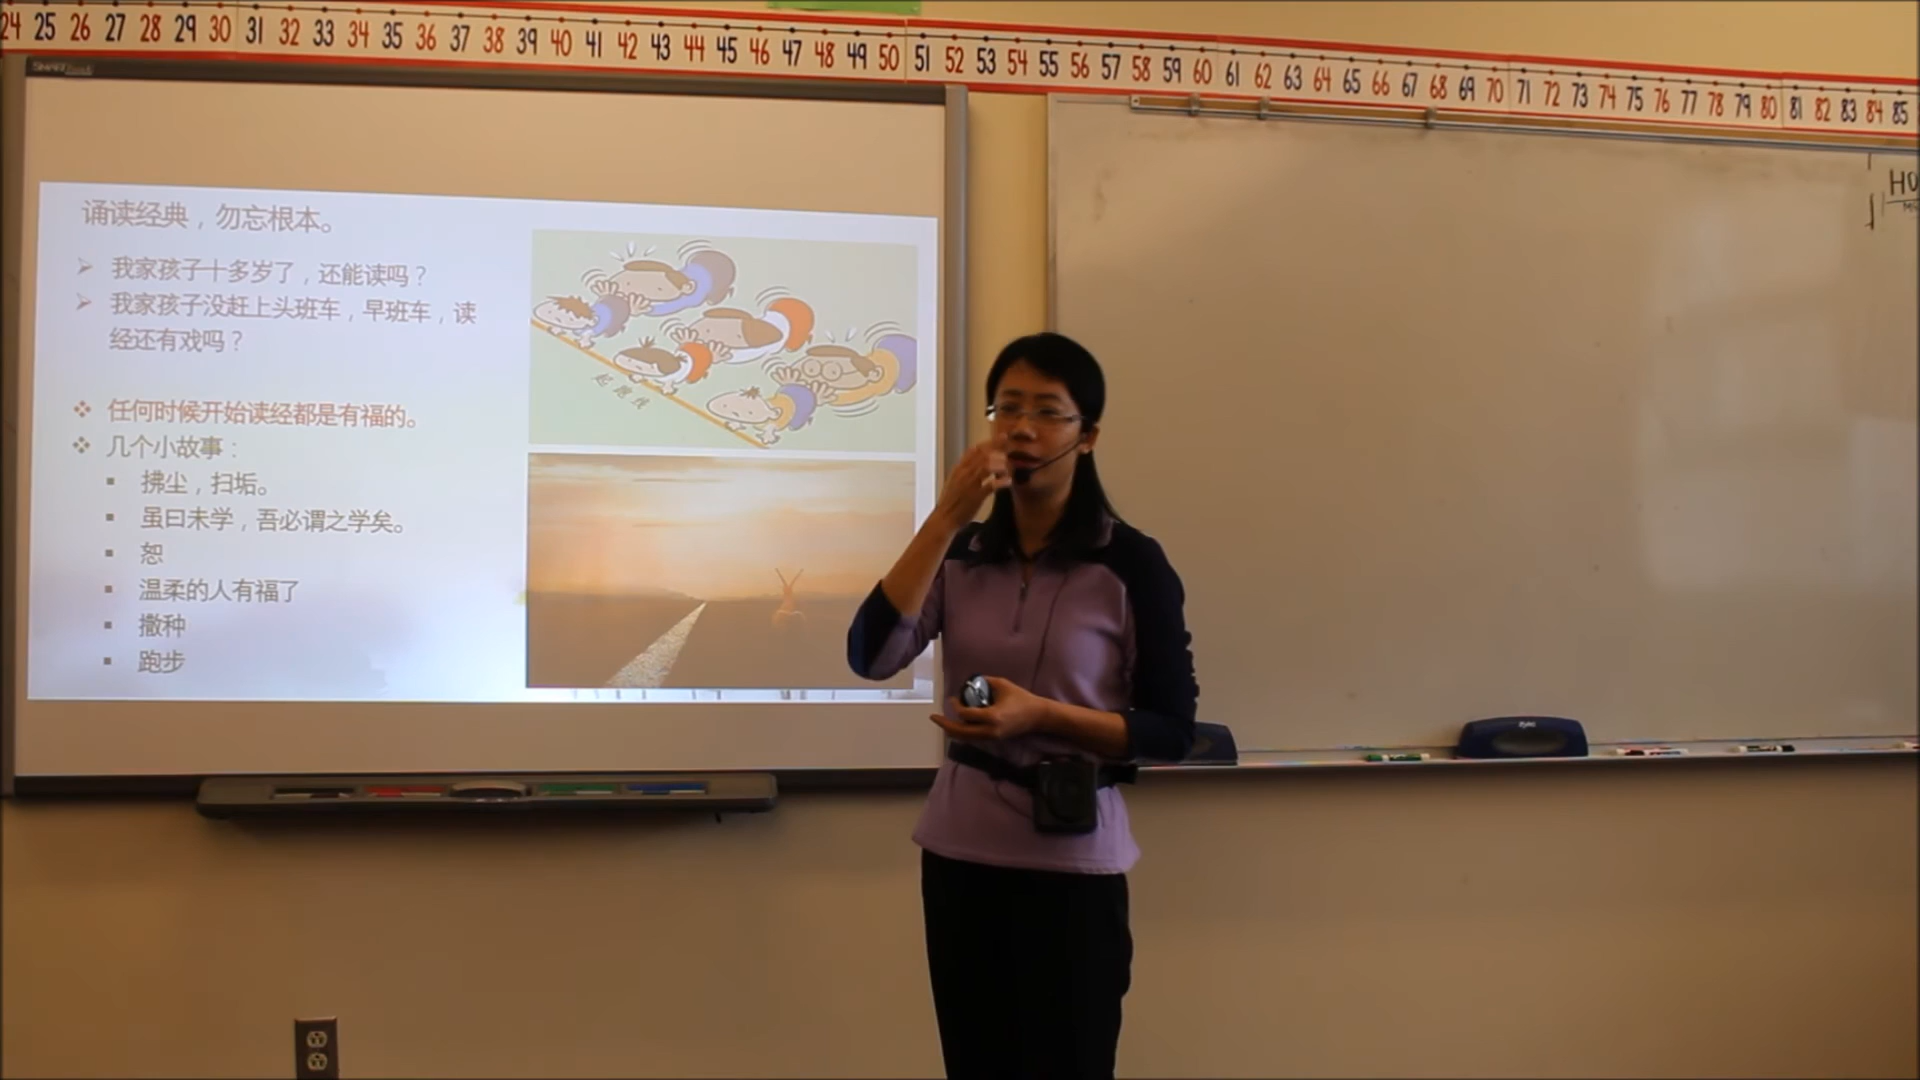 24 25 26 27 28 29 30 31 32 33 34 35 36 37 38 39 40 41 42 43 44 45 46 47 48 49 50 51 52 53 54 55 56 57 58 59 60 61 62 63 64 65 66 67 68 69 70 71 72 73 74 75 76 77 78 79 80 81 82 83 84 85
SMART
诵读经典，勿忘根本。
我家孩子十多岁了，还能读吗？
我家孩子没赶上头班车，早班车，读
经还有戏吗？
任何时候开始读经都是有福的。
几个小故事：
拂尘，扫垢。
虽曰未学，吾必谓之学矣。
恕
温柔的人有福了
撒种
跑步
起跑线
HO